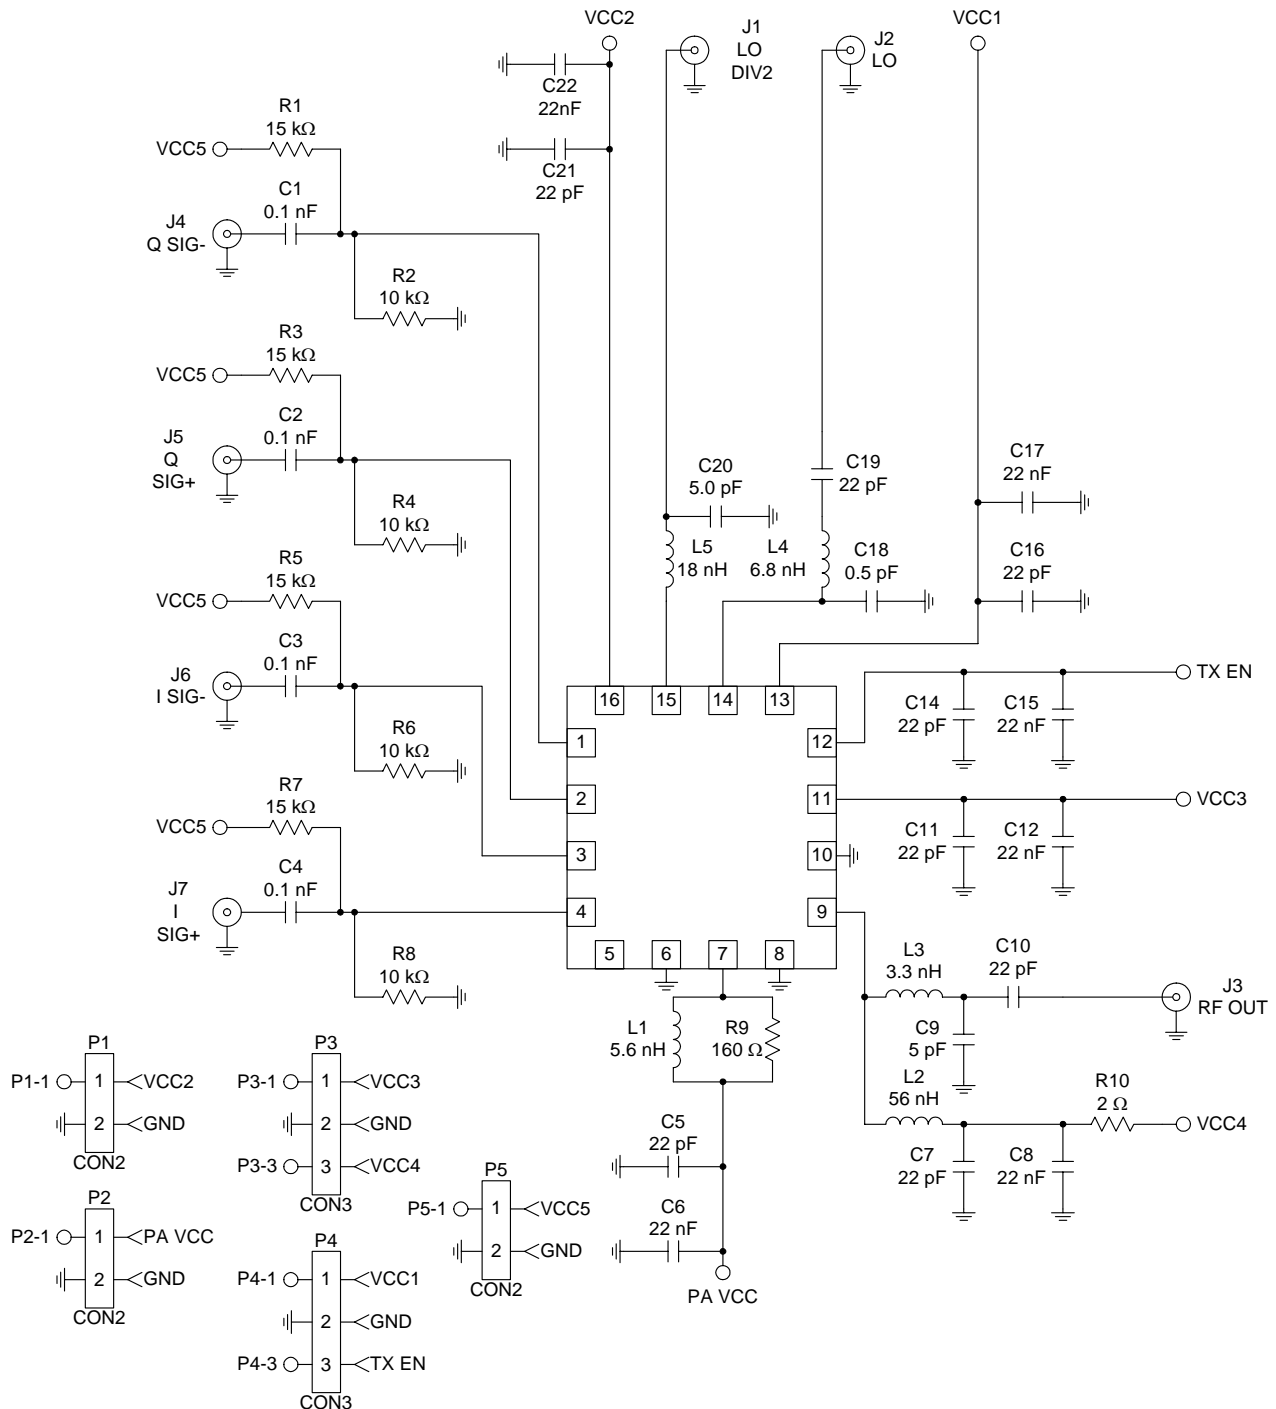 VCC2
J1
LO
DIV2
J2
LO
VCC1
C22
22nF
C21
22 pF
R1
15 kΩ
VCC5
C1
0.1 nF
J4
Q SIG-
R2
10 kΩ
R3
15 kΩ
VCC5
C2
0.1 nF
J5
Q
SIG+
R4
10 kΩ
R5
15 kΩ
VCC5
C3
0.1 nF
J6
I SIG-
R6
10 kΩ
R7
15 kΩ
VCC5
C4
0.1 nF
J7
I
SIG+
R8
10 kΩ
C20
5.0 pF
L5
18 nH
C19
22 pF
L4
6.8 nH
C18
0.5 pF
C17
22 nF
C16
22 pF
16
15
14
13
1
2
3
4
5
6
7
8
12
11
10
9
TX EN
C14
22 pF
C15
22 nF
VCC3
C11
22 pF
C12
22 nF
L3
3.3 nH
C10
22 pF
J3
RF OUT
C9
5 pF
L2
56 nH
R10
2 Ω
VCC4
C7
22 pF
C8
22 nF
L1
5.6 nH
R9
160 Ω
C5
22 pF
C6
22 nF
PA VCC
P1
P1-1
1
VCC2
2
GND
CON2
P2
P2-1
1
PA VCC
2
GND
CON2
P3
P3-1
1
VCC3
2
GND
P3-3
3
VCC4
CON3
P4
P4-1
1
VCC1
2
GND
P4-3
3
TX EN
CON3
P5
P5-1
1
VCC5
2
GND
CON2